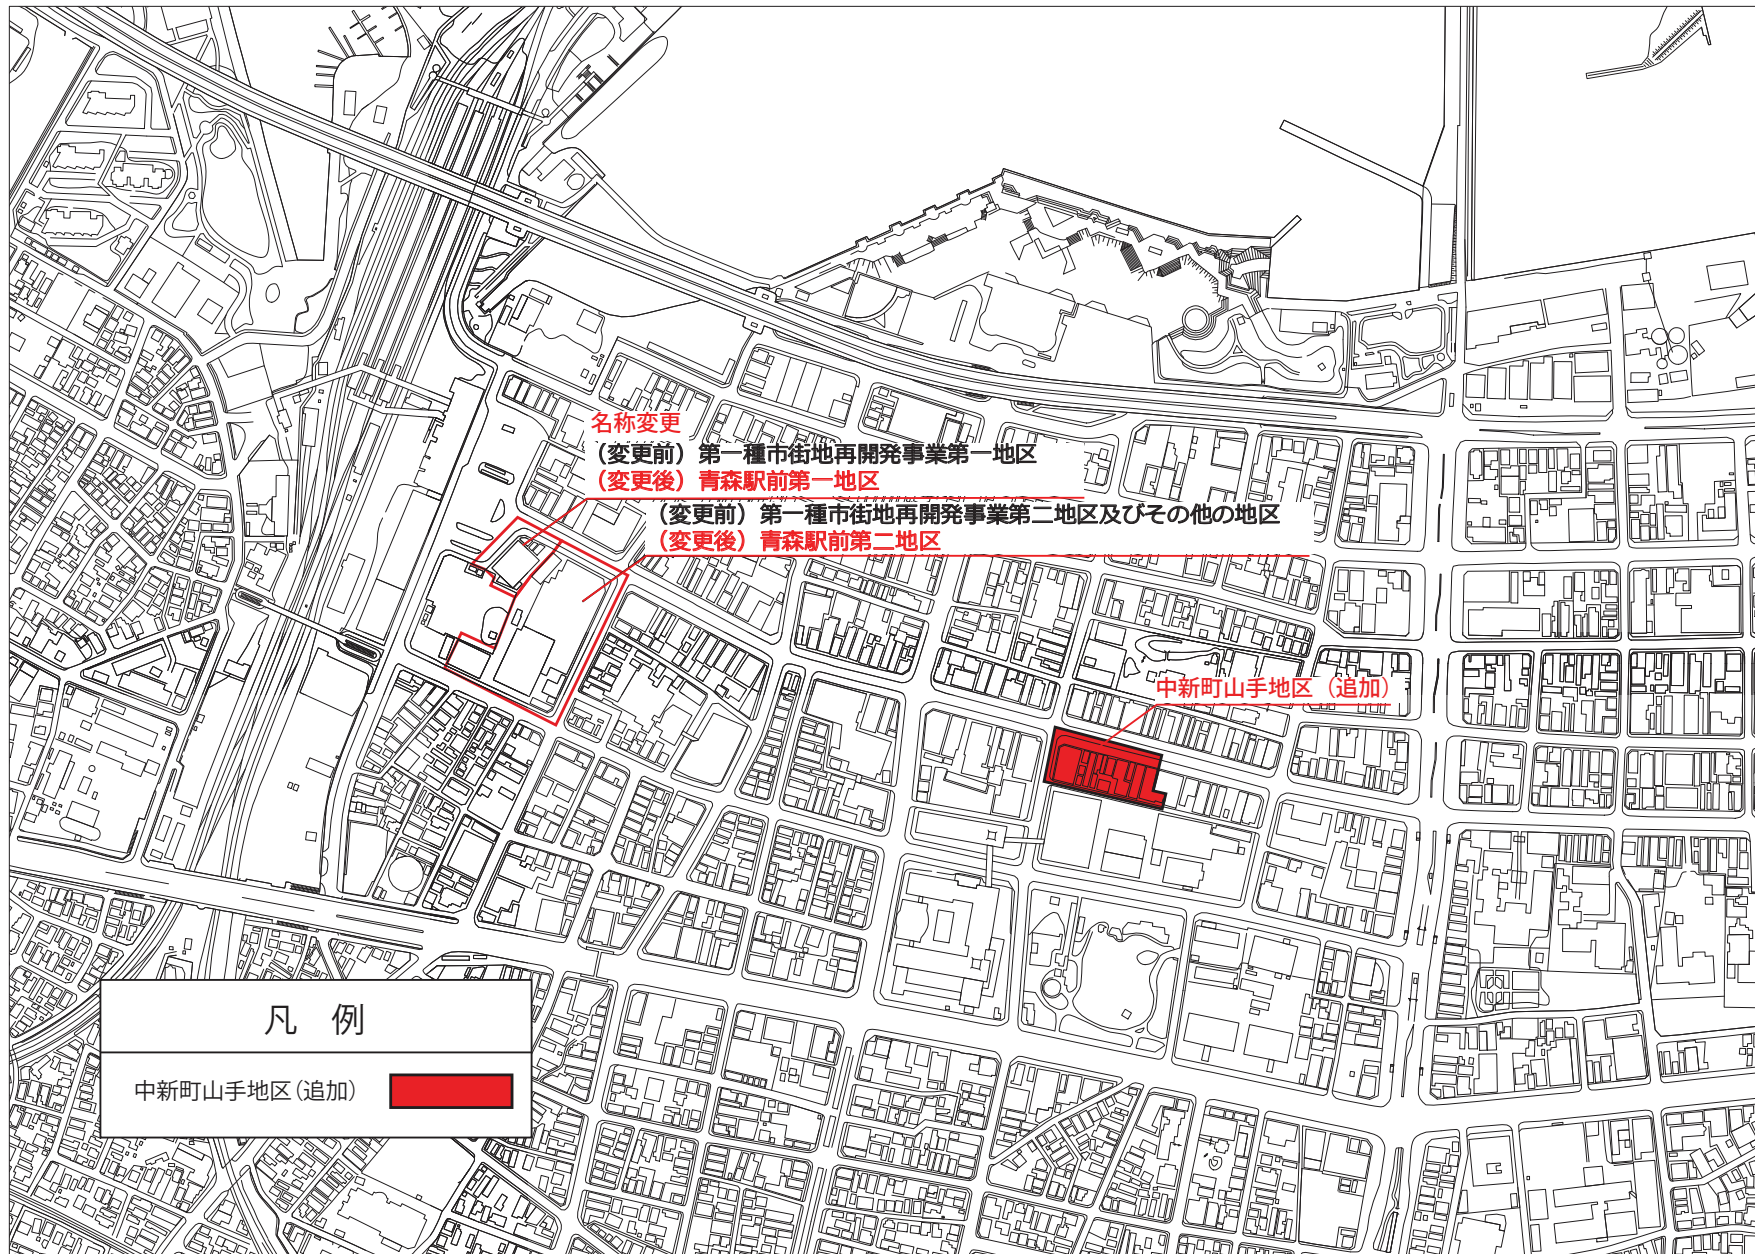 名称変更
（変更前）第一種市街地再開発事業第一地区
（変更後）青森駅前第一地区
（変更前）第一種市街地再開発事業第二地区及びその他の地区
（変更後）青森駅前第二地区
中新町山手地区（追加）
凡 例
中新町山手地区（追加）